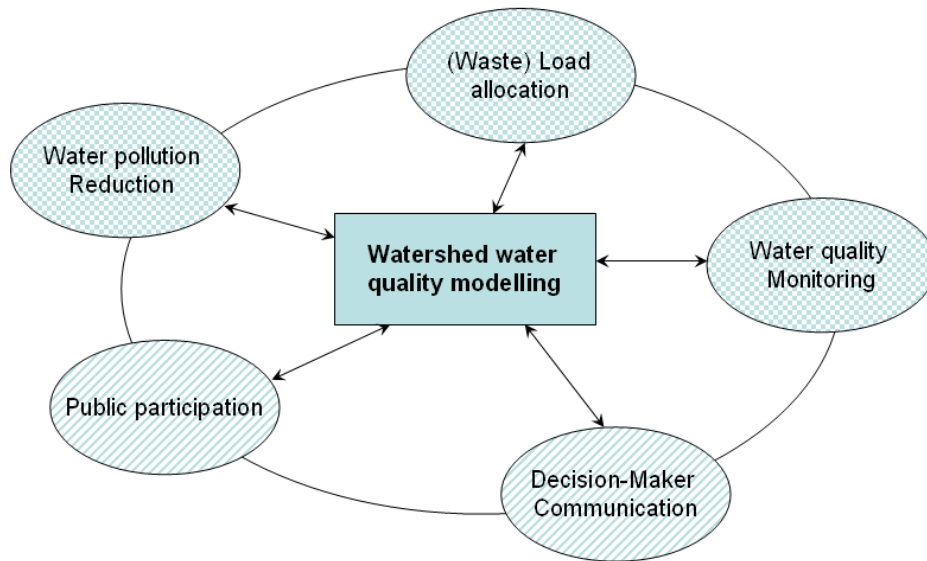 (Waste) Load
allocation
Water pollution
Reduction
Watershed water
quality modelling
Water quality
Monitoring
Public participation
Decision-Maker
Communication